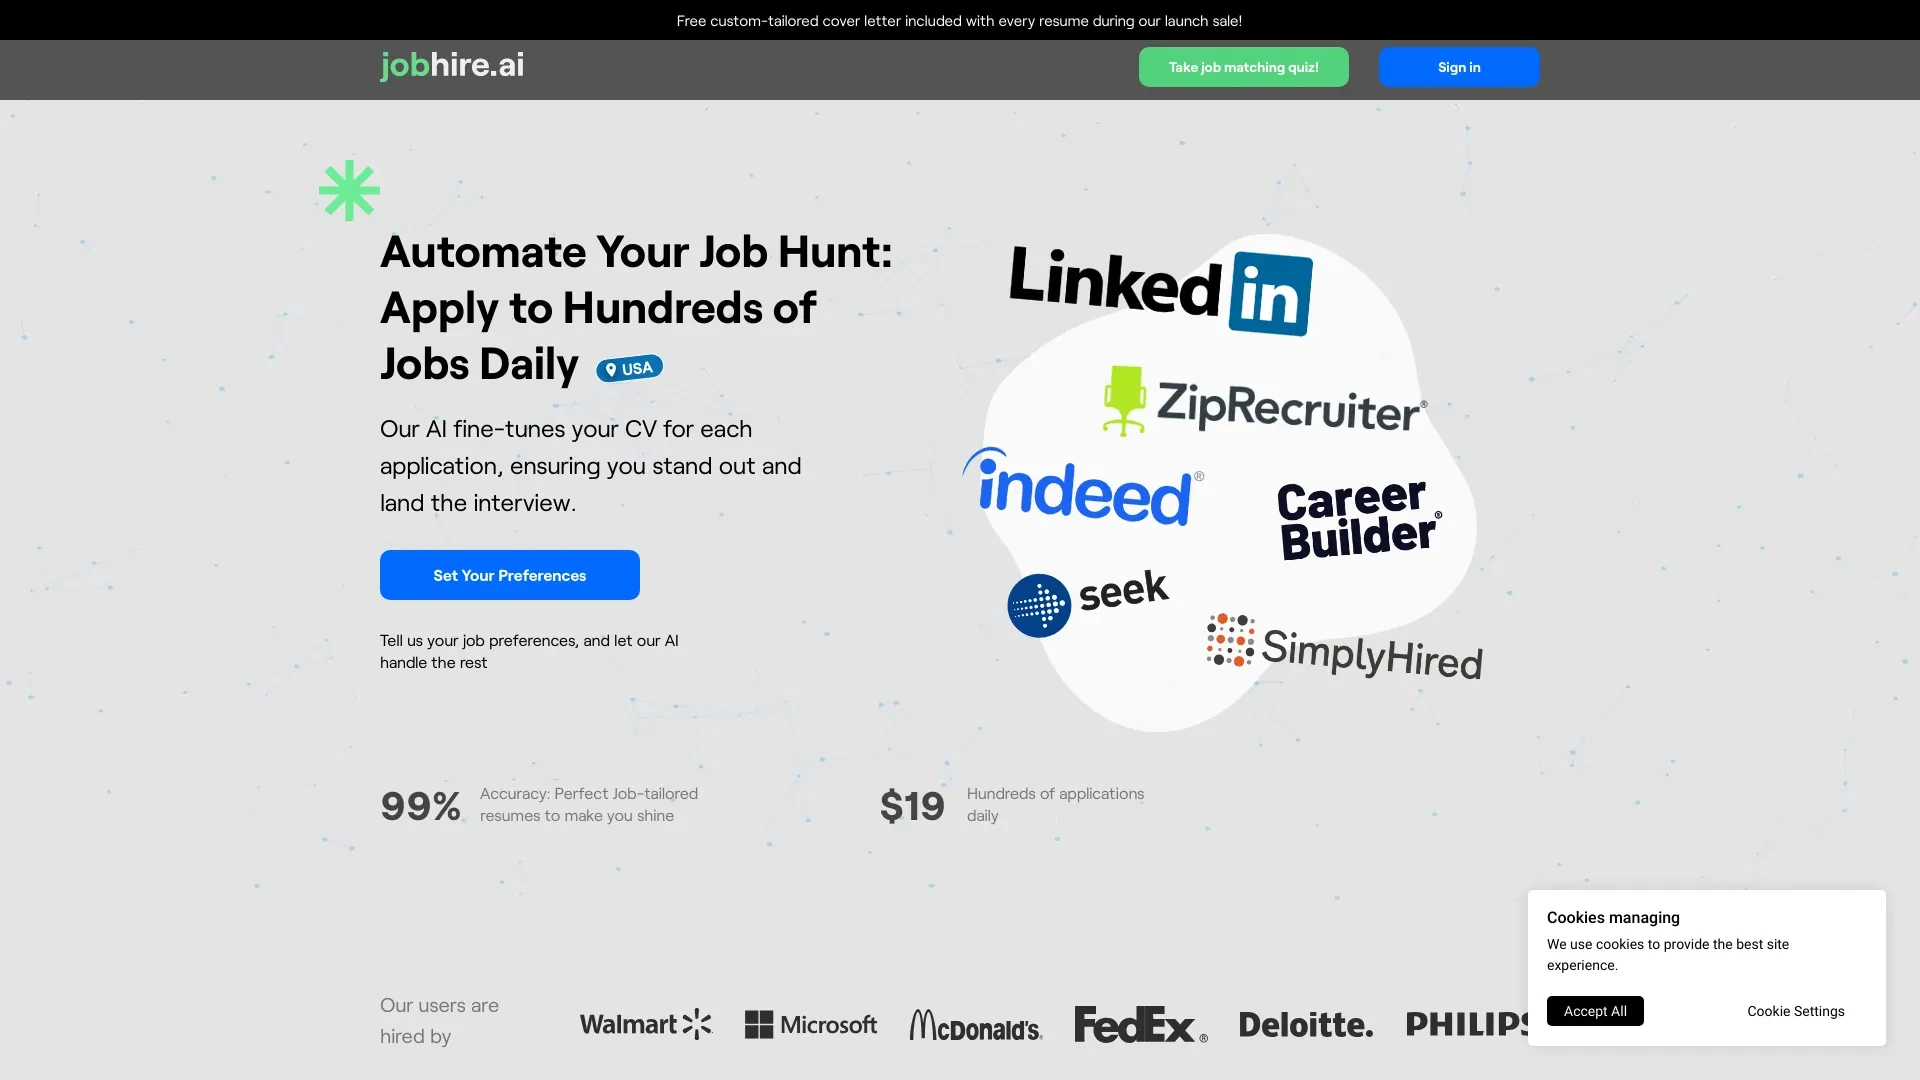 Free custom-tailored cover letter included with every resume during our launch sale!
jobhire.ai
Take job matching quiz!
Sign in
Automate Your Job Hunt:
Apply to Hundreds of
Jobs Daily
USA
Our AI fine-tunes your CV for each
application, ensuring you stand out and
land the interview.
Set Your Preferences
Tell us your job preferences, and let our AI
handle the rest
Linked in
ZipRecruiter®
indeed®
Career
Builder®
seek
SimplyHired
99%
Accuracy: Perfect Job-tailored
resumes to make you shine
$19
Hundreds of applications
daily
Our users are
hired by
Walmart
Microsoft
McDonald's
FedEx®
Deloitte.
PHILIPS
Cookies managing
We use cookies to provide the best site
experience.
Accept All
Cookie Settings